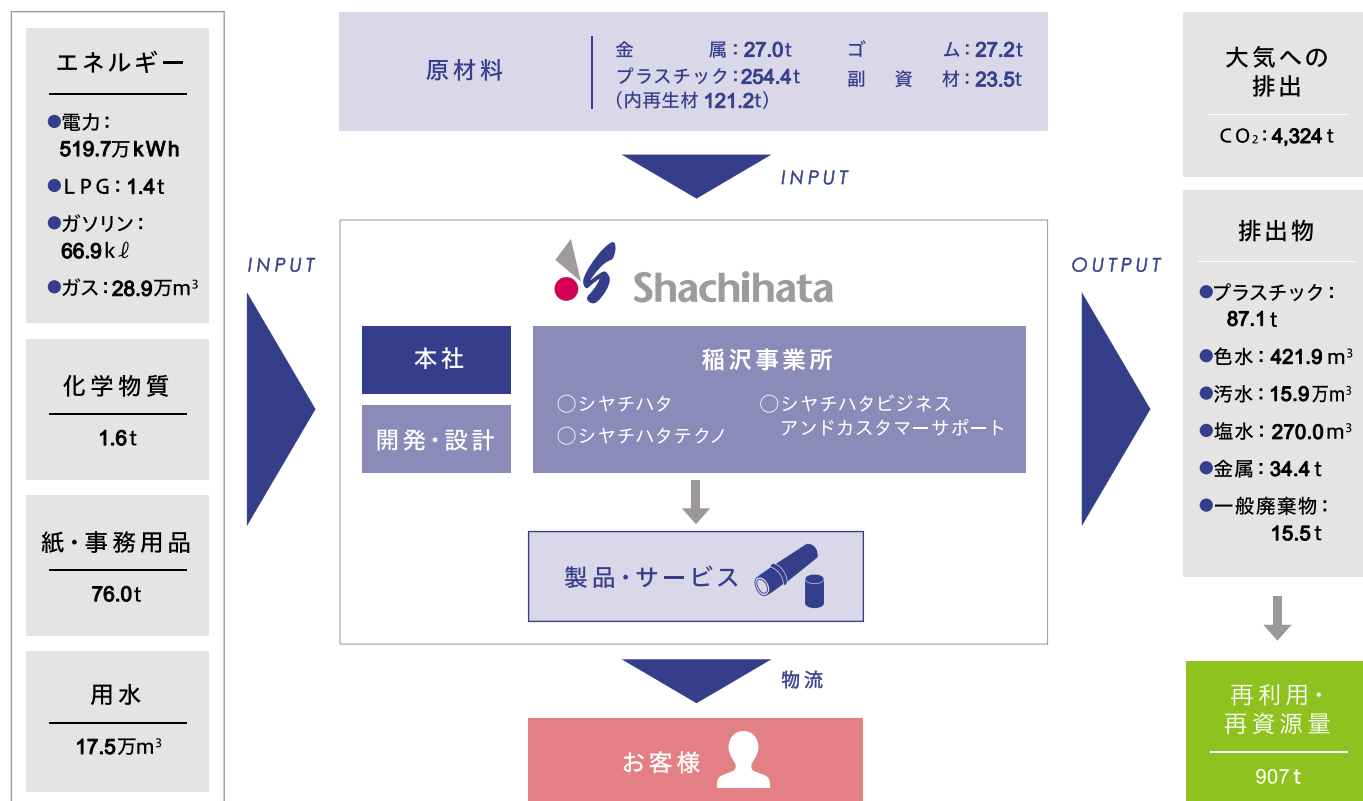 エネルギー
●電力：
519.7万kWh
●LPG：1.4t
●ガソリン：
66.9kℓ
●ガス：28.9万m³
化学物質
1.6t
紙・事務用品
76.0t
用水
17.5万m³
INPUT
原材料
金属：27.0t ゴム：27.2t
プラスチック：254.4t 副資材：23.5t
（内再生材 121.2t）
INPUT
Shachihata
本社
開発・設計
稲沢事業所
○シヤチハタ
○シヤチハタテクノ
○シヤチハタビジネス
アンドカスタマーサポート
製品・サービス
物流
お客様
OUTPUT
大気への
排出
CO₂：4,324t
排出物
●プラスチック：
87.1t
●色水：421.9m³
●汚水：15.9万m³
●塩水：270.0m³
●金属：34.4t
●一般廃棄物：
15.5t
再利用・
再資源量
907t